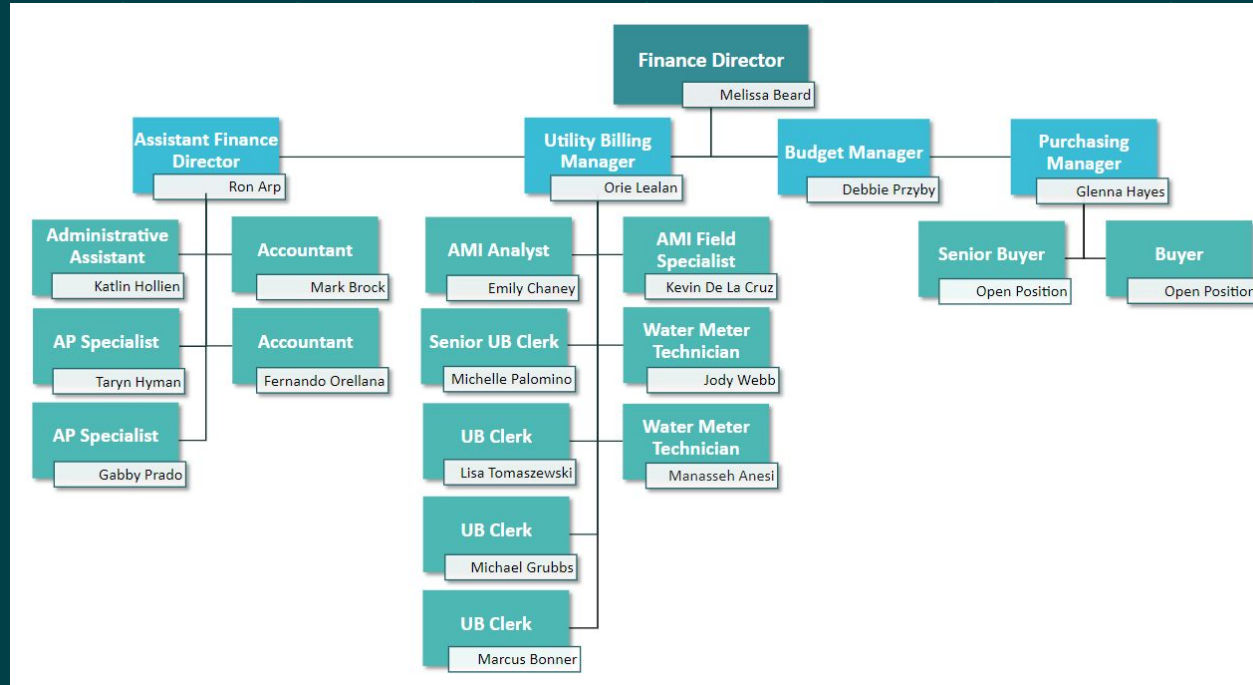 Finance Director
Melissa Beard
Assistant Finance
Director
Ron Arp
Utility Billing
Manager
Orie Lealan
Budget Manager
Debbie Przyby
Purchasing
Manager
Glenna Hayes
Administrative
Assistant
Katlin Hollien
Accountant
Mark Brock
AP Specialist
Taryn Hyman
Accountant
Fernando Orellana
AP Specialist
Gabby Prado
AMI Analyst
Emily Chaney
AMI Field
Specialist
Kevin De La Cruz
Senior UB Clerk
Michelle Palomino
Water Meter
Technician
Jody Webb
UB Clerk
Lisa Tomaszewski
Water Meter
Technician
Manasseh Anesi
UB Clerk
Michael Grubbs
UB Clerk
Marcus Bonner
Senior Buyer
Open Position
Buyer
Open Position